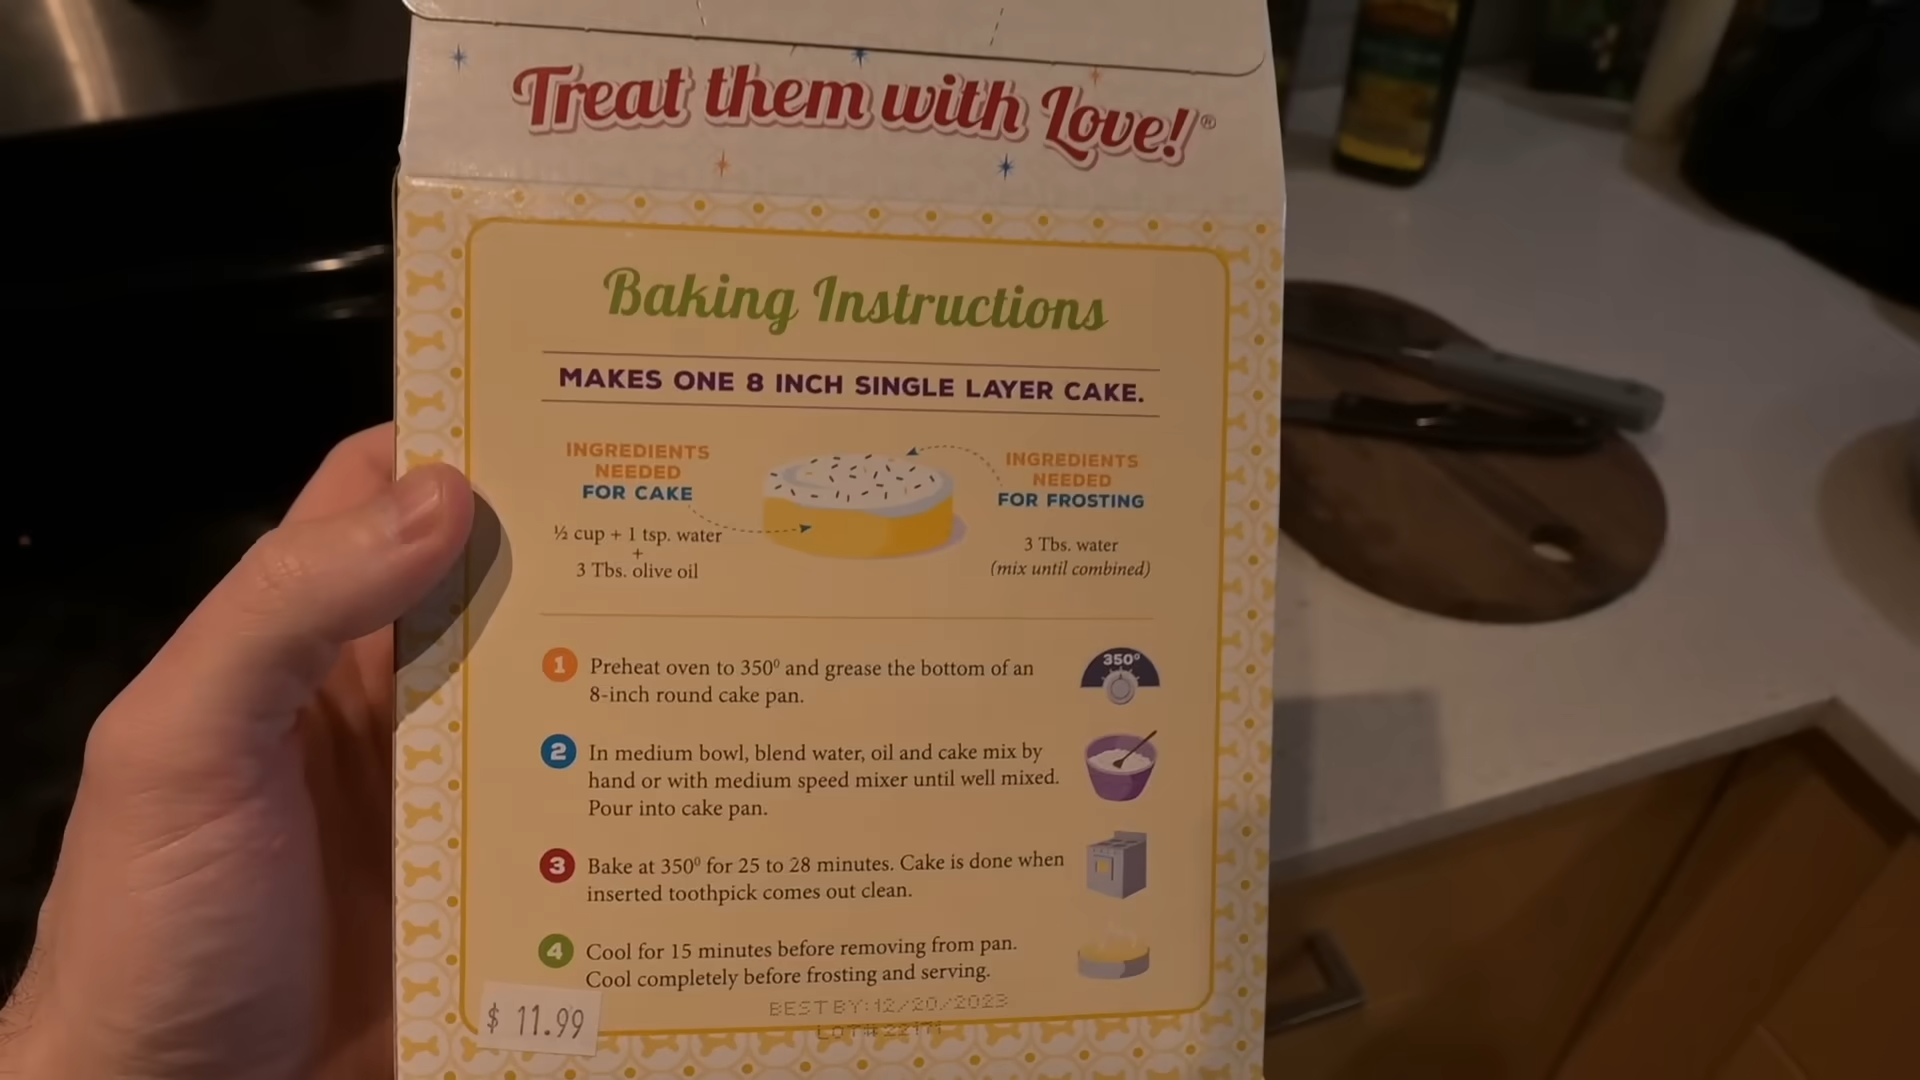 Treat them with Love!®
Baking Instructions
MAKES ONE 8 INCH SINGLE LAYER CAKE.
INGREDIENTS
NEEDED
FOR CAKE
½ cup + 1 tsp. water
+
3 Tbs. olive oil
INGREDIENTS
NEEDED
FOR FROSTING
3 Tbs. water
(mix until combined)
1 Preheat oven to 350⁰ and grease the bottom of an
8-inch round cake pan.
350⁰
2 In medium bowl, blend water, oil and cake mix by
hand or with medium speed mixer until well mixed.
Pour into cake pan.
3 Bake at 350⁰ for 25 to 28 minutes. Cake is done when
inserted toothpick comes out clean.
4 Cool for 15 minutes before removing from pan.
Cool completely before frosting and serving.
$ 11.99
BEST BY:12/20/2023
LOT# 22171